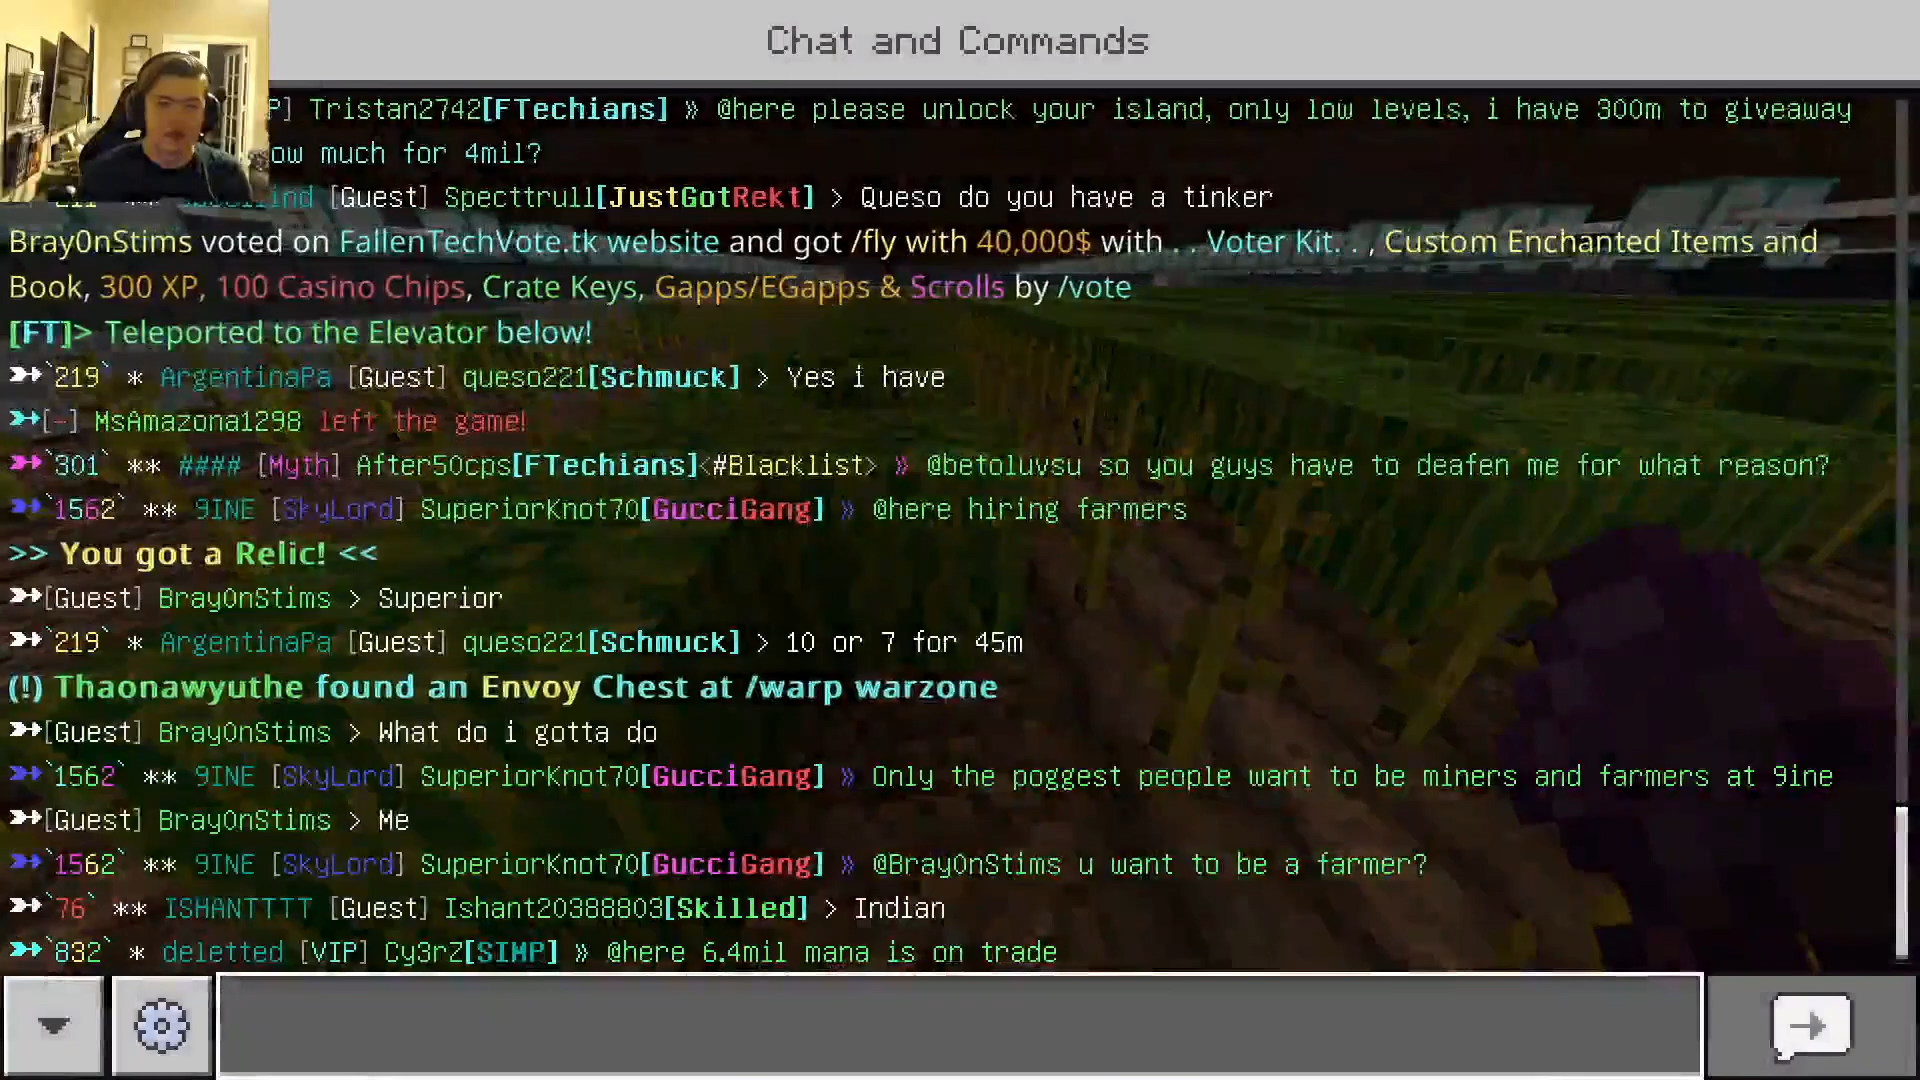 Chat and Commands
P] Tristan2742[FTechians] » @here please unlock your island, only low levels, i have 300m to giveaway
ow much for 4mil?
[Guest] Specttrull[JustGotRekt] > Queso do you have a tinker
Bray0nStims voted on FallenTechVote.tk website and got /fly with 40,000$ with . . Voter Kit. . , Custom Enchanted Items and
Book, 300 XP, 100 Casino Chips, Crate Keys, Gapps/EGapps & Scrolls by /vote
[FT]> Teleported to the Elevator below!
➳`219` * ArgentinaPa [Guest] queso221[Schmuck] > Yes i have
➳[-] MsAmazona1298 left the game!
➳`301` ** #### [Myth] After50cps[FTechians]<#Blacklist> » @betoluvsu so you guys have to deafen me for what reason?
➳`1562` ** 9INE [SkyLord] SuperiorKnot70[GucciGang] » @here hiring farmers
>> You got a Relic! <<
➳[Guest] Bray0nStims > Superior
➳`219` * ArgentinaPa [Guest] queso221[Schmuck] > 10 or 7 for 45m
(!) Thaonawyuthe found an Envoy Chest at /warp warzone
➳[Guest] Bray0nStims > What do i gotta do
➳`1562` ** 9INE [SkyLord] SuperiorKnot70[GucciGang] » Only the poggest people want to be miners and farmers at 9ine
➳[Guest] Bray0nStims > Me
➳`1562` ** 9INE [SkyLord] SuperiorKnot70[GucciGang] » @Bray0nStims u want to be a farmer?
➳`76` ** ISHANTTTT [Guest] Ishant20388803[Skilled] > Indian
➳`832` * deletted [VIP] Cy3rZ[SIMP] » @here 6.4mil mana is on trade